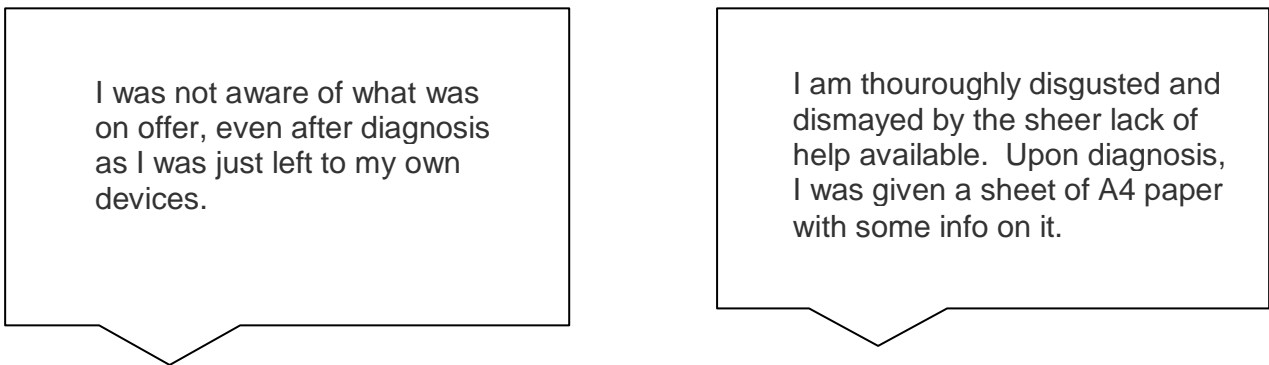 I was not aware of what was
on offer, even after diagnosis
as I was just left to my own
devices.
I am thouroughly disgusted and
dismayed by the sheer lack of
help available.  Upon diagnosis,
I was given a sheet of A4 paper
with some info on it.